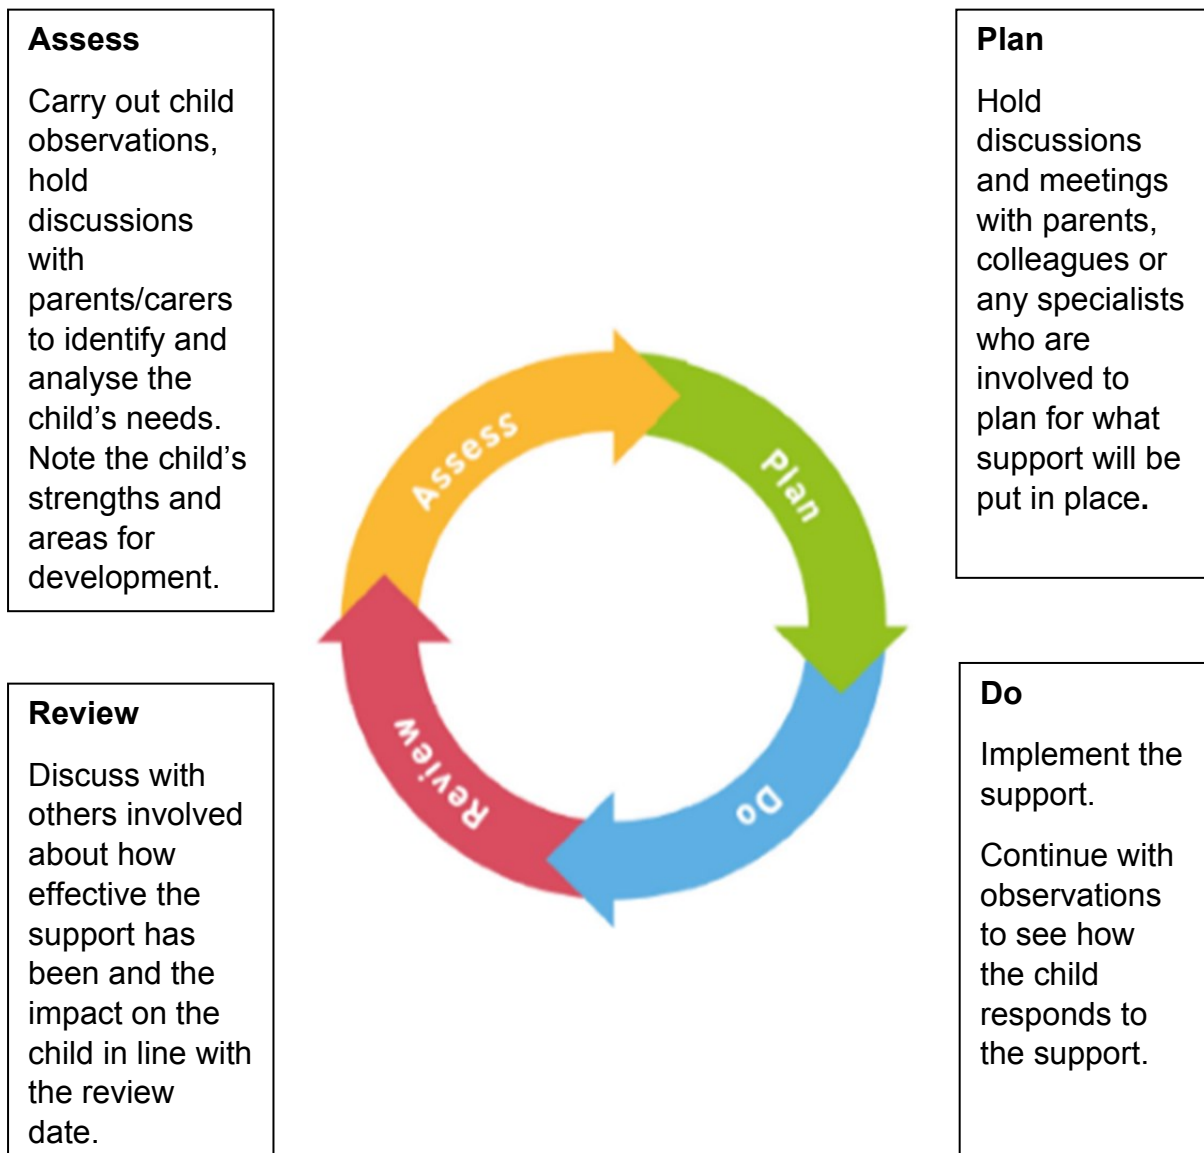 Assess
Carry out child
observations,
hold
discussions
with
parents/carers
to identify and
analyse the
child’s needs.
Note the child’s
strengths and
areas for
development.
Plan
Hold
discussions
and meetings
with parents,
colleagues or
any specialists
who are
involved to
plan for what
support will be
put in place.
Assess
Plan
Do
Review
Review
Discuss with
others involved
about how
effective the
support has
been and the
impact on the
child in line with
the review
date.
Do
Implement the
support.
Continue with
observations
to see how
the child
responds to
the support.